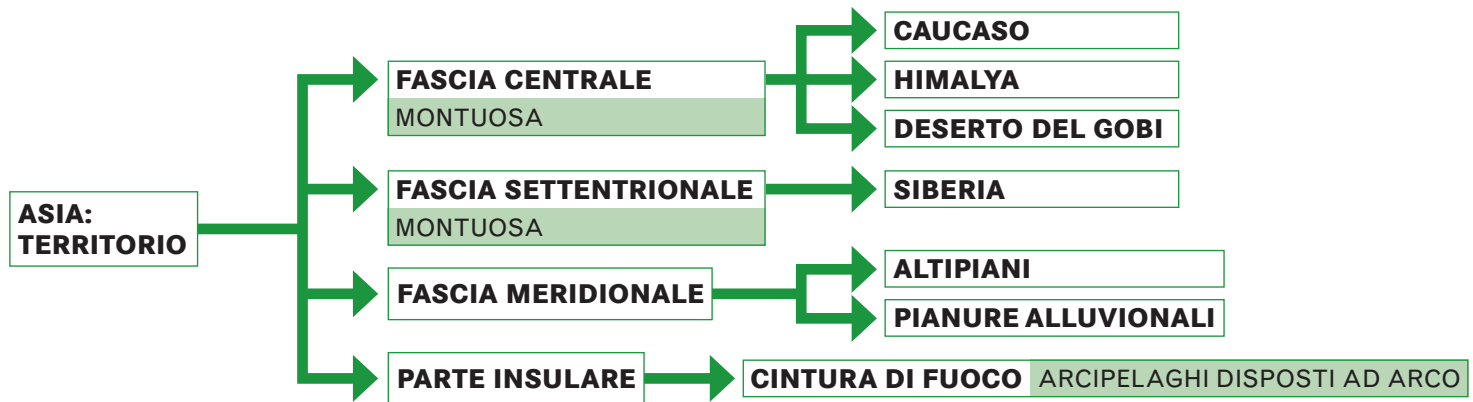 ASIA:
TERRITORIO
FASCIA CENTRALE
MONTUOSA
CAUCASO
HIMALYA
DESERTO DEL GOBI
FASCIA SETTENTRIONALE
MONTUOSA
SIBERIA
FASCIA MERIDIONALE
ALTIPIANI
PIANURE ALLUVIONALI
PARTE INSULARE
CINTURA DI FUOCO ARCIPELAGHI DISPOSTI AD ARCO